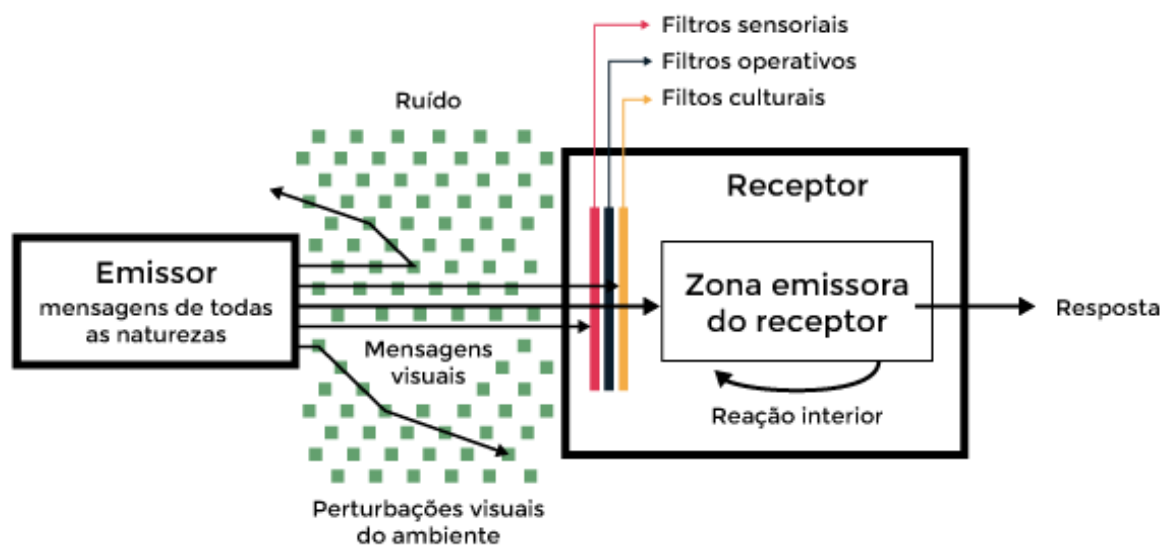 Filtros sensoriais
Filtros operativos
Filtos culturais
Ruído
Receptor
Emissor
mensagens de todas
as naturezas
Zona emissora
do receptor
Resposta
Mensagens
visuais
Reação interior
Perturbações visuais
do ambiente